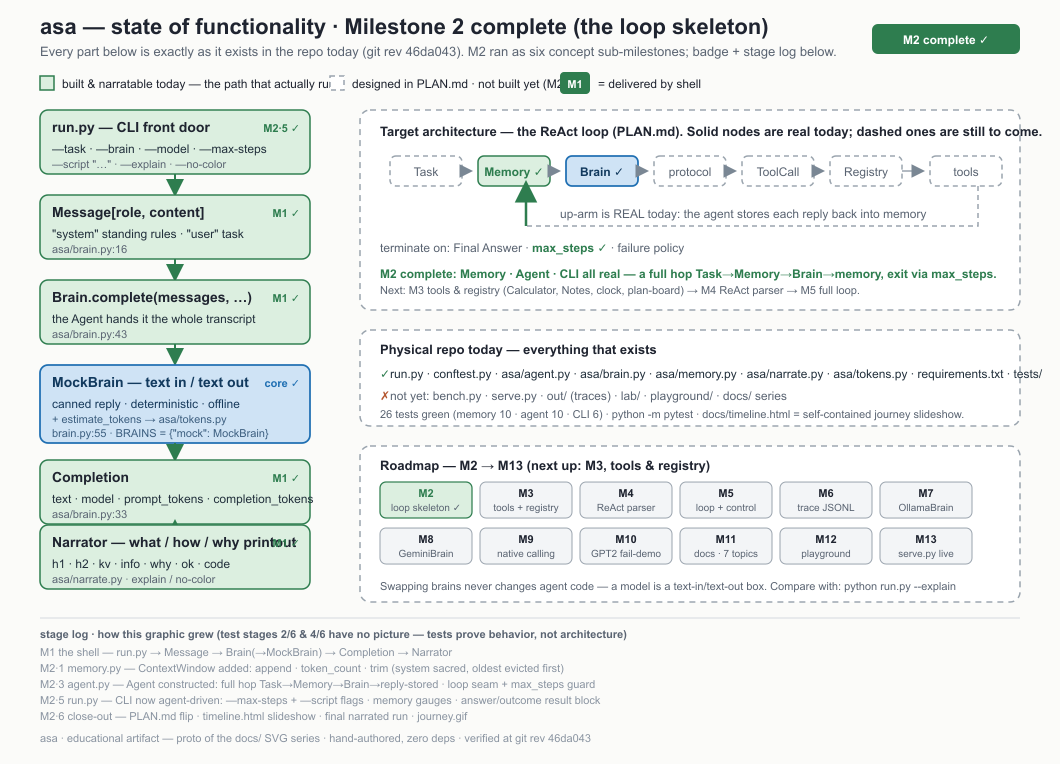 asa — state of functionality · Milestone 2 complete (the loop skeleton)
Every part below is exactly as it exists in the repo today (git rev 46da043). M2 ran as six concept sub-milestones; badge + stage log below.
M2 complete ✓
built & narratable today — the path that actually
designed in PLAN.md · not built yet
M1
= delivered by shell
run.py — CLI front door
M2·5 ✓
—task · —brain · —model · —max-steps
—script "…" · —explain · —no-color
Message[role, content]
M1 ✓
"system" standing rules · "user" task
asa/brain.py:16
Brain.complete(messages, …)
M1 ✓
the Agent hands it the whole transcript
asa/brain.py:43
MockBrain — text in / text out
core ✓
canned reply · deterministic · offline
+ estimate_tokens → asa/tokens.py
brain.py:55 · BRAINS = {"mock": MockBrain}
Completion
M1 ✓
text · model · prompt_tokens · completion_tokens
asa/brain.py:33
Narrator — what / how / why printout
h1 · h2 · kv · info · why · ok · code
asa/narrate.py · explain / no-color
Target architecture — the ReAct loop (PLAN.md). Solid nodes are real today; dashed ones are still to come.
Task
Memory ✓
Brain ✓
protocol
ToolCall
Registry
tools
up-arm is REAL today: the agent stores each reply back into memory
terminate on: Final Answer · max_steps ✓ · failure policy
M2 complete: Memory · Agent · CLI all real — a full hop Task→Memory→Brain→memory, exit via max_steps.
Next: M3 tools & registry (Calculator, Notes, clock, plan-board) → M4 ReAct parser → M5 full loop.
Physical repo today — everything that exists
✓run.py · conftest.py · asa/agent.py · asa/brain.py · asa/memory.py · asa/narrate.py · asa/tokens.py · requirements.txt · tests/
✗not yet: bench.py · serve.py · out/ (traces) · lab/ · playground/ · docs/ series
26 tests green (memory 10 · agent 10 · CLI 6) · python -m pytest · docs/timeline.html = self-contained journey slideshow.
Roadmap — M2 → M13 (next up: M3, tools & registry)
M2
loop skeleton ✓
M3
tools + registry
M4
ReAct parser
M5
loop + control
M6
trace JSONL
M7
OllamaBrain
M8
GeminiBrain
M9
native calling
M10
GPT2 fail-demo
M11
docs · 7 topics
M12
playground
M13
serve.py live
Swapping brains never changes agent code — a model is a text-in/text-out box. Compare with: python run.py --explain
stage log · how this graphic grew (test stages 2/6 & 4/6 have no picture — tests prove behavior, not architecture)
M1 the shell — run.py → Message → Brain(→MockBrain) → Completion → Narrator
M2·1 memory.py — ContextWindow added: append · token_count · trim (system sacred, oldest evicted first)
M2·3 agent.py — Agent constructed: full hop Task→Memory→Brain→reply-stored · loop seam + max_steps guard
M2·5 run.py — CLI now agent-driven: —max-steps + —script flags · memory gauges · answer/outcome result block
M2·6 close-out — PLAN.md flip · timeline.html slideshow · final narrated run · journey.gif
asa · educational artifact — proto of the docs/ SVG series · hand-authored, zero deps · verified at git rev 46da043